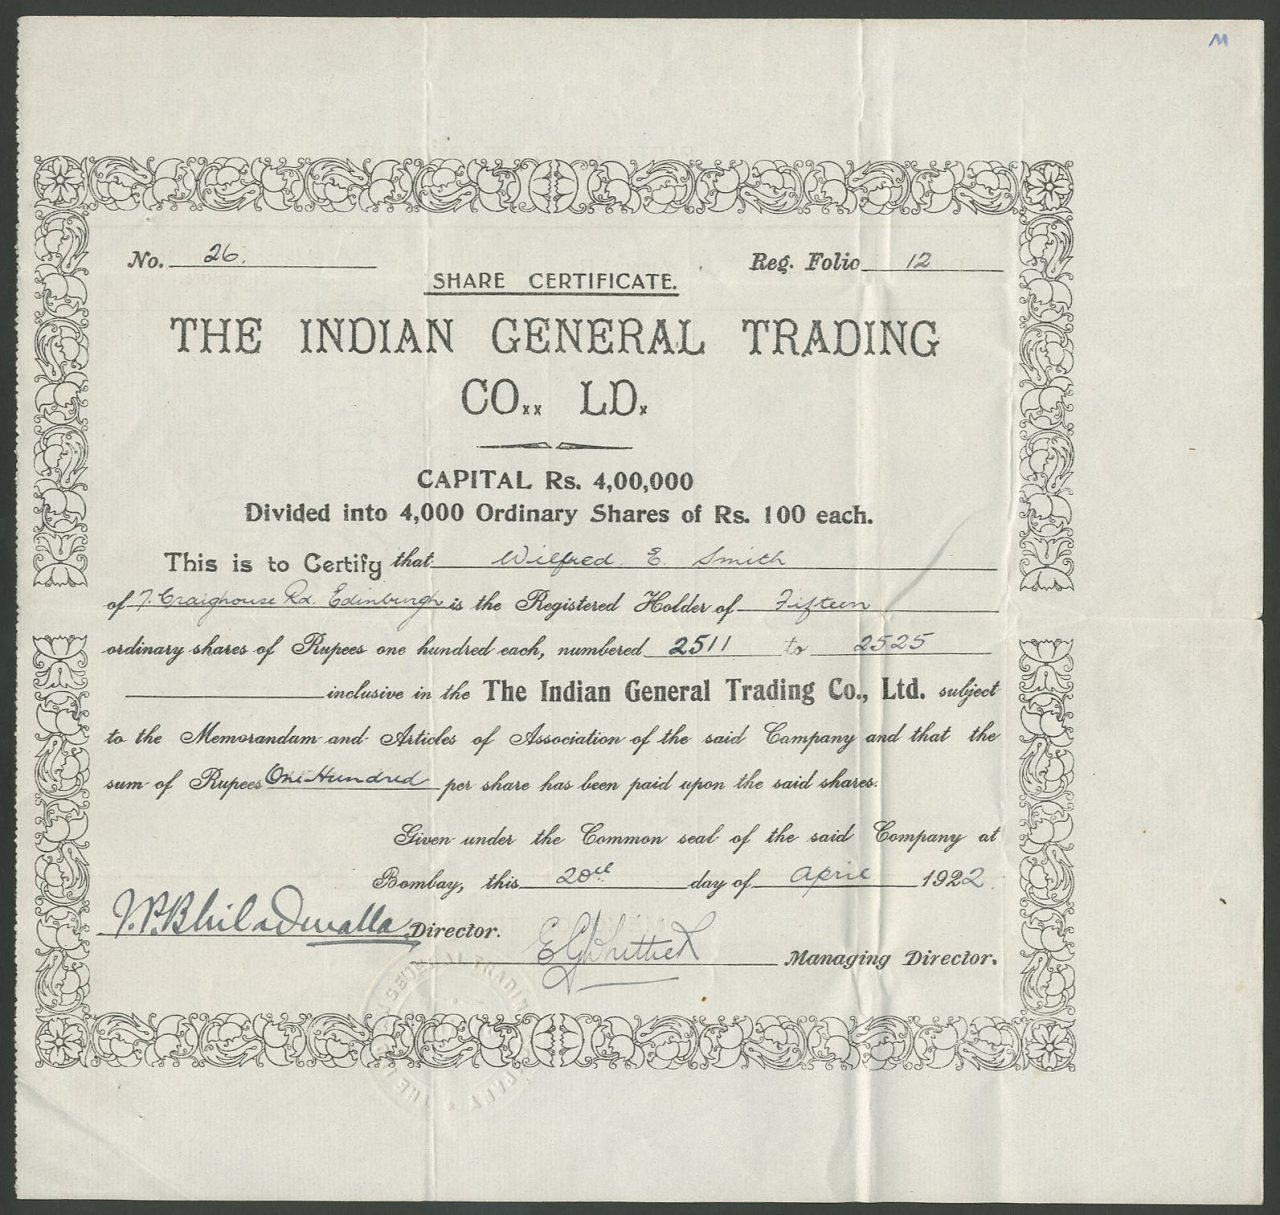 M
No. 26. Reg. Folio 12
SHARE CERTIFICATE.
THE INDIAN GENERAL TRADING
CO., LD.
CAPITAL Rs. 4,00,000
Divided into 4,000 Ordinary Shares of Rs. 100 each.
This is to Certify that Wilfred E. Smith
of 7. Craighouse Rd. Edinburgh is the Registered Holder of Fifteen
ordinary shares of Rupees one hundred each, numbered 2511 to 2525
inclusive in the The Indian General Trading Co., Ltd. subject
to the Memorandam and Articles of Association of the said Company and that the
sum of Rupees One Hundred per share has been paid upon the said shares.
Given under the Common seal of the said Company at
Bombay, this 20th day of April 1922.
Director.
Managing Director.